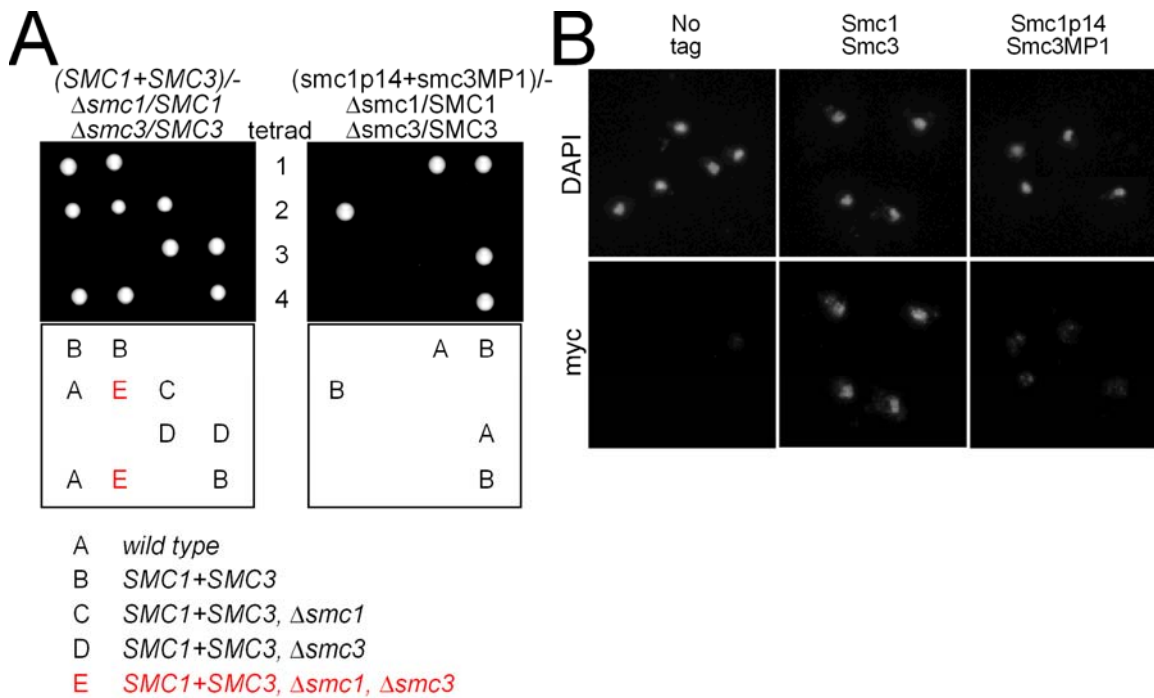 A
B
(SMC1+SMC3)/-
Δsmc1/SMC1
Δsmc3/SMC3
tetrad
(smc1p14+smc3MP1)/-
Δsmc1/SMC1
Δsmc3/SMC3
1
2
3
4
B B
A E C
D D
A E B
A B
B
A
B
A wild type
B SMC1+SMC3
C SMC1+SMC3, Δsmc1
D SMC1+SMC3, Δsmc3
E SMC1+SMC3, Δsmc1, Δsmc3
No
tag
Smc1
Smc3
Smc1p14
Smc3MP1
DAPI
myc